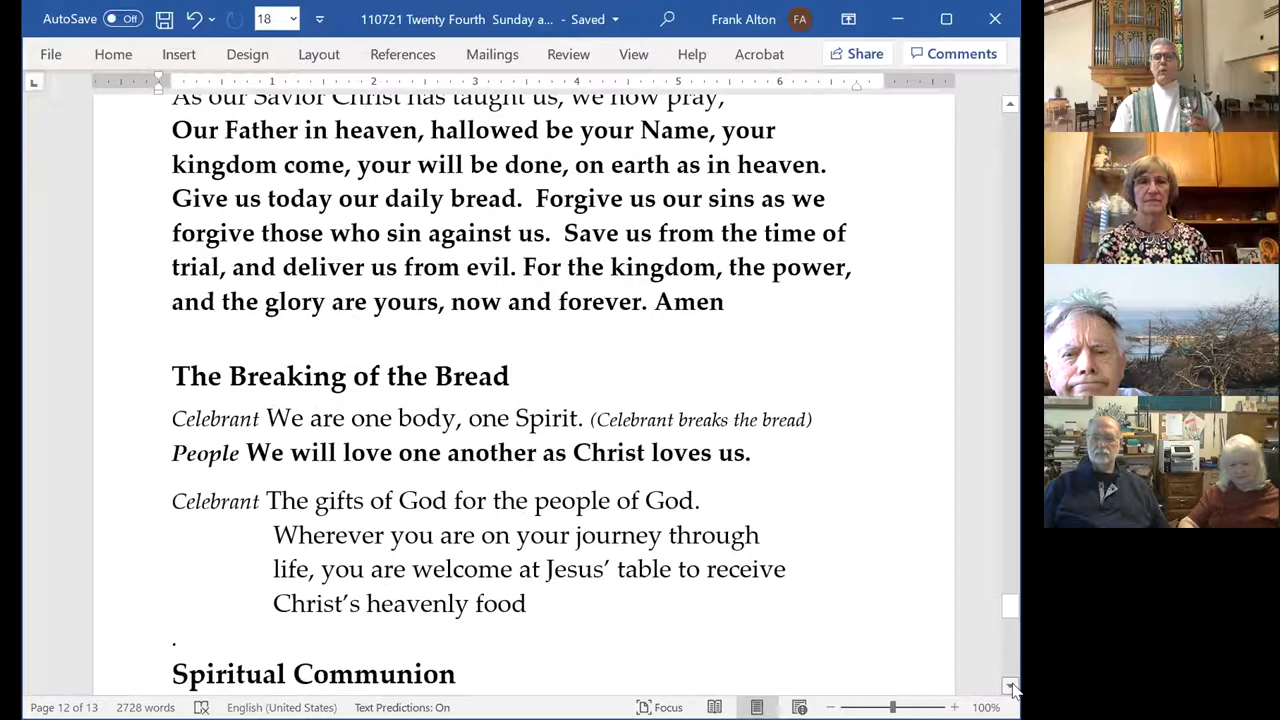 AutoSave Off 18 110721 Twenty Fourth Sunday a... - Saved Frank Alton FA
File Home Insert Design Layout References Mailings Review View Help Acrobat Share Comments
1 2 3 4 5 6
As our Savior Christ has taught us, we now pray,
Our Father in heaven, hallowed be your Name, your
kingdom come, your will be done, on earth as in heaven.
Give us today our daily bread. Forgive us our sins as we
forgive those who sin against us. Save us from the time of
trial, and deliver us from evil. For the kingdom, the power,
and the glory are yours, now and forever. Amen
The Breaking of the Bread
Celebrant We are one body, one Spirit. (Celebrant breaks the bread)
People We will love one another as Christ loves us.
Celebrant The gifts of God for the people of God.
Wherever you are on your journey through
life, you are welcome at Jesus’ table to receive
Christ’s heavenly food
.
Spiritual Communion
Page 12 of 13 2728 words English (United States) Text Predictions: On Focus 100%